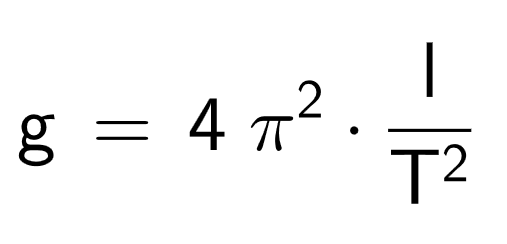 g = 4 π² · l / T²